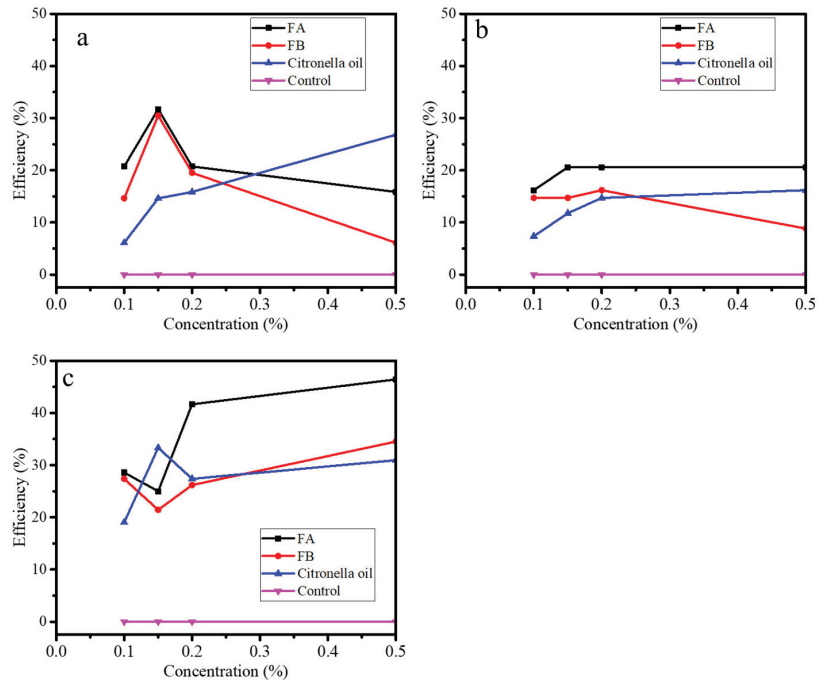 a
50
40
30
20
10
0
Efficiency (%)
0.0 0.1 0.2 0.3 0.4 0.5
Concentration (%)
FA
FB
Citronella oil
Control
b
50
40
30
20
10
0
Efficiency (%)
0.0 0.1 0.2 0.3 0.4 0.5
Concentration (%)
FA
FB
Citronella oil
Control
c
50
40
30
20
10
0
Efficiency (%)
0.0 0.1 0.2 0.3 0.4 0.5
Concentration (%)
FA
FB
Citronella oil
Control